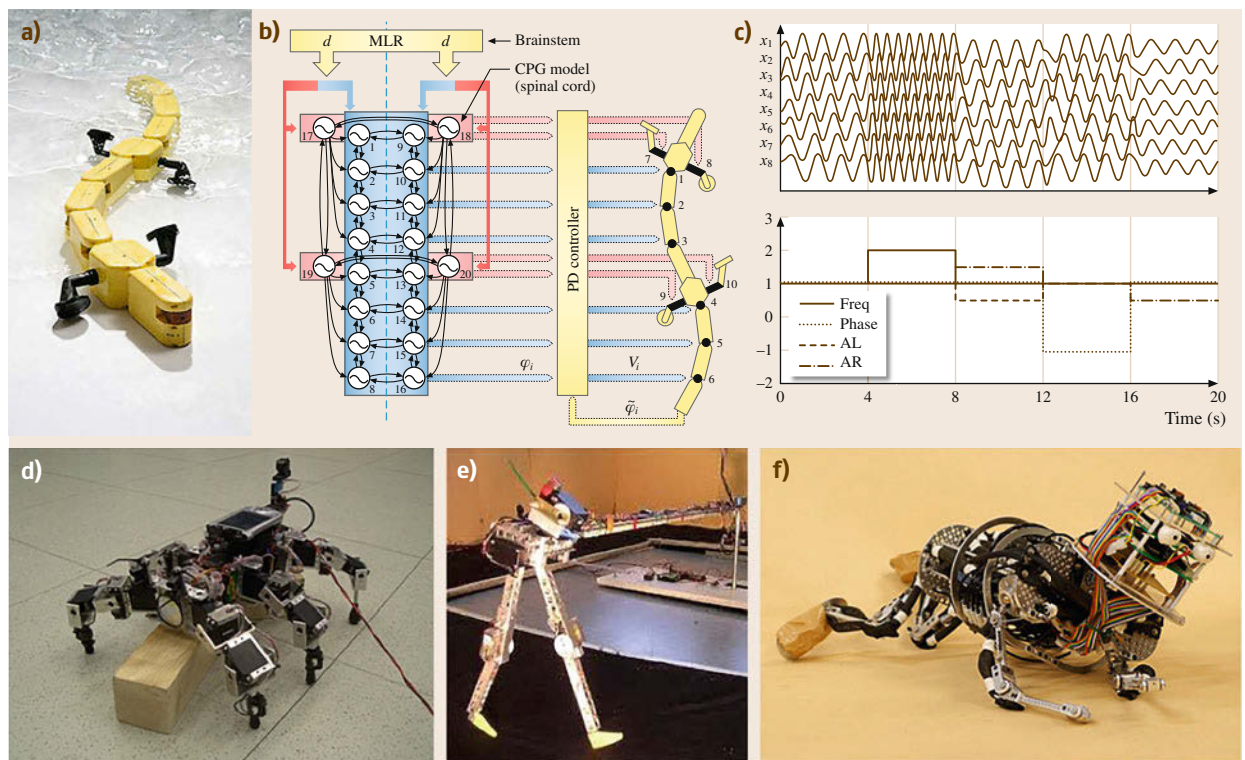 a)
b)
d
MLR
d
Brainstem
CPG model
(spinal cord)
17
18
1
9
2
10
3
11
4
12
19
20
5
13
6
14
7
15
8
16
φi
PD controller
Vi
φ̃i
7
8
1
2
3
9
10
4
5
6
c)
x1
x2
x3
x4
x5
x6
x7
x8
3
2
1
0
–1
–2
Freq
Phase
AL
AR
0
4
8
12
16
20
Time (s)
d)
e)
f)